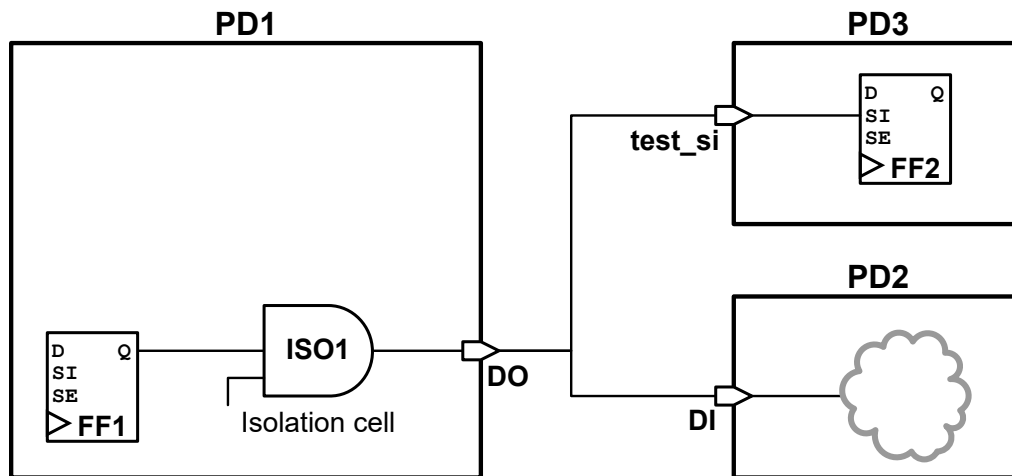 PD1
PD3
D Q
SI
SE
FF2
test_si
PD2
ISO1
D Q
SI
SE
FF1
DO
DI
Isolation cell